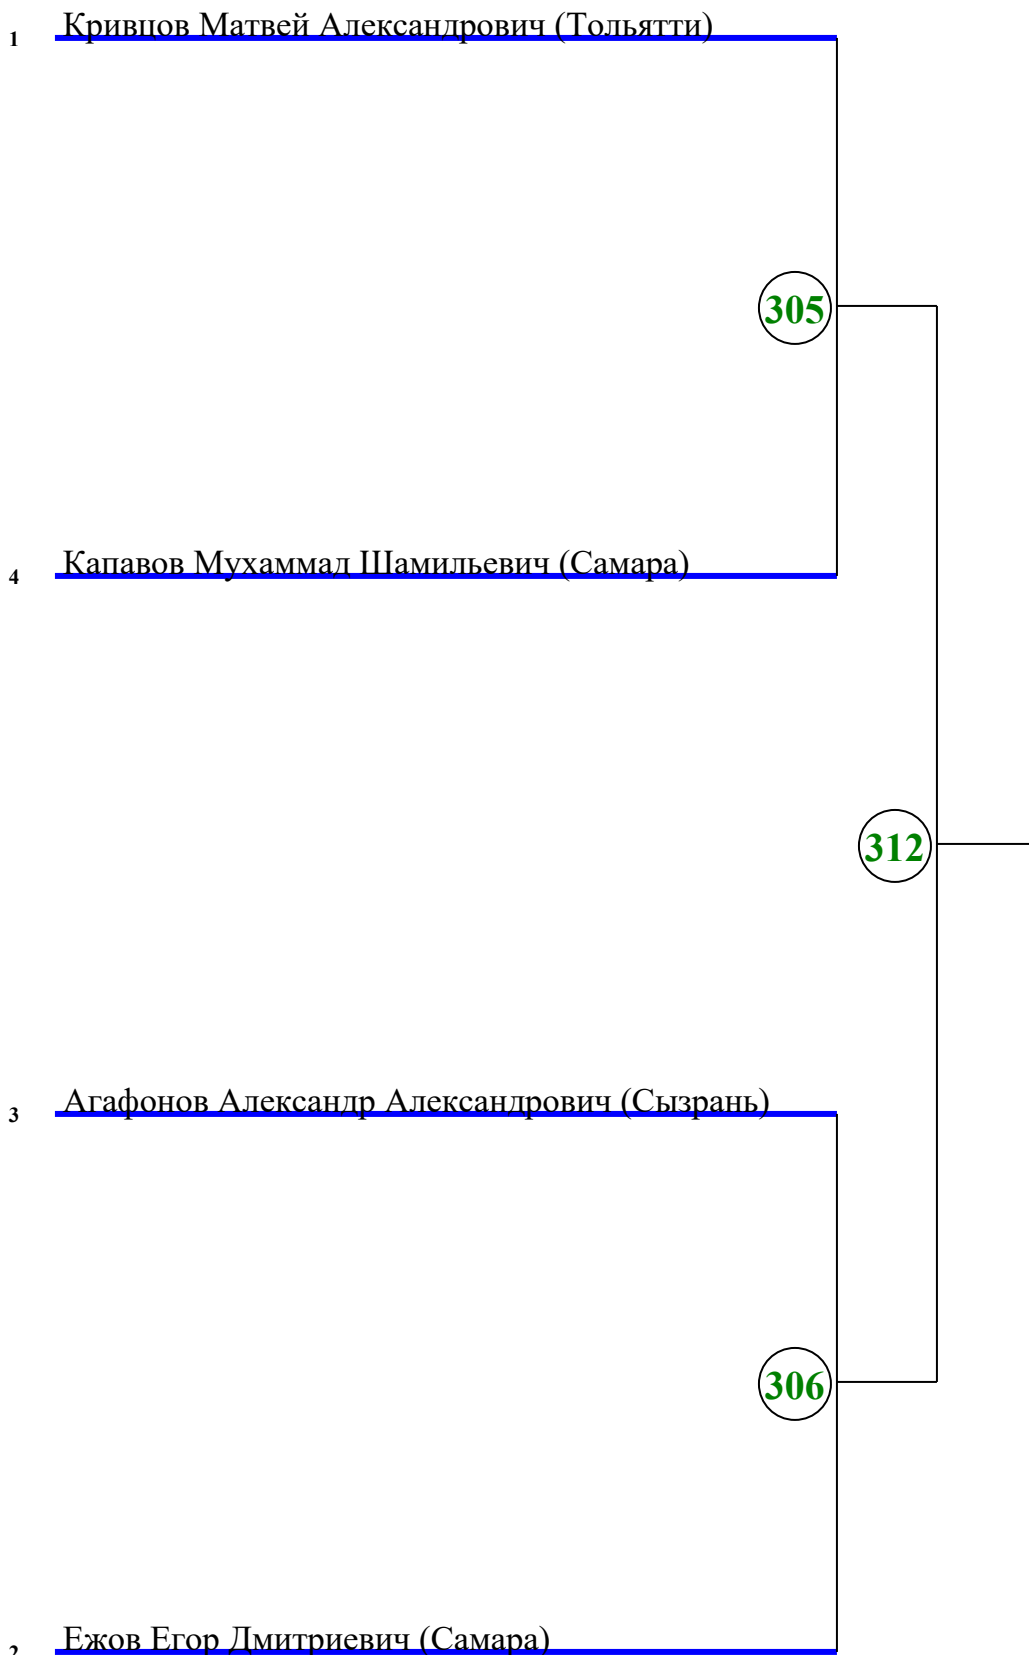 1 Кривцов Матвей Александрович (Тольятти)
305
4 Капавов Мухаммад Шамильевич (Самара)
312
3 Агафонов Александр Александрович (Сызрань)
306
2 Ежов Егор Дмитриевич (Самара)